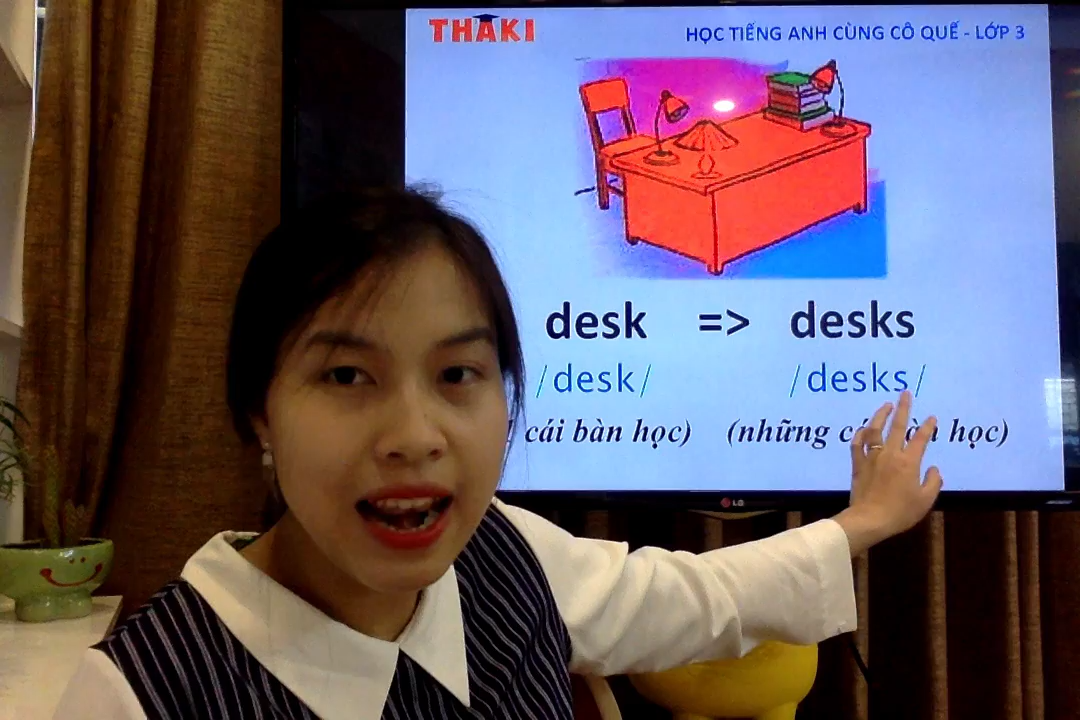 THAKI
HỌC TIẾNG ANH CÙNG CÔ QUẾ - LỚP 3
desk => desks
/desk/ /desks/
cái bàn học) (những học)
LG